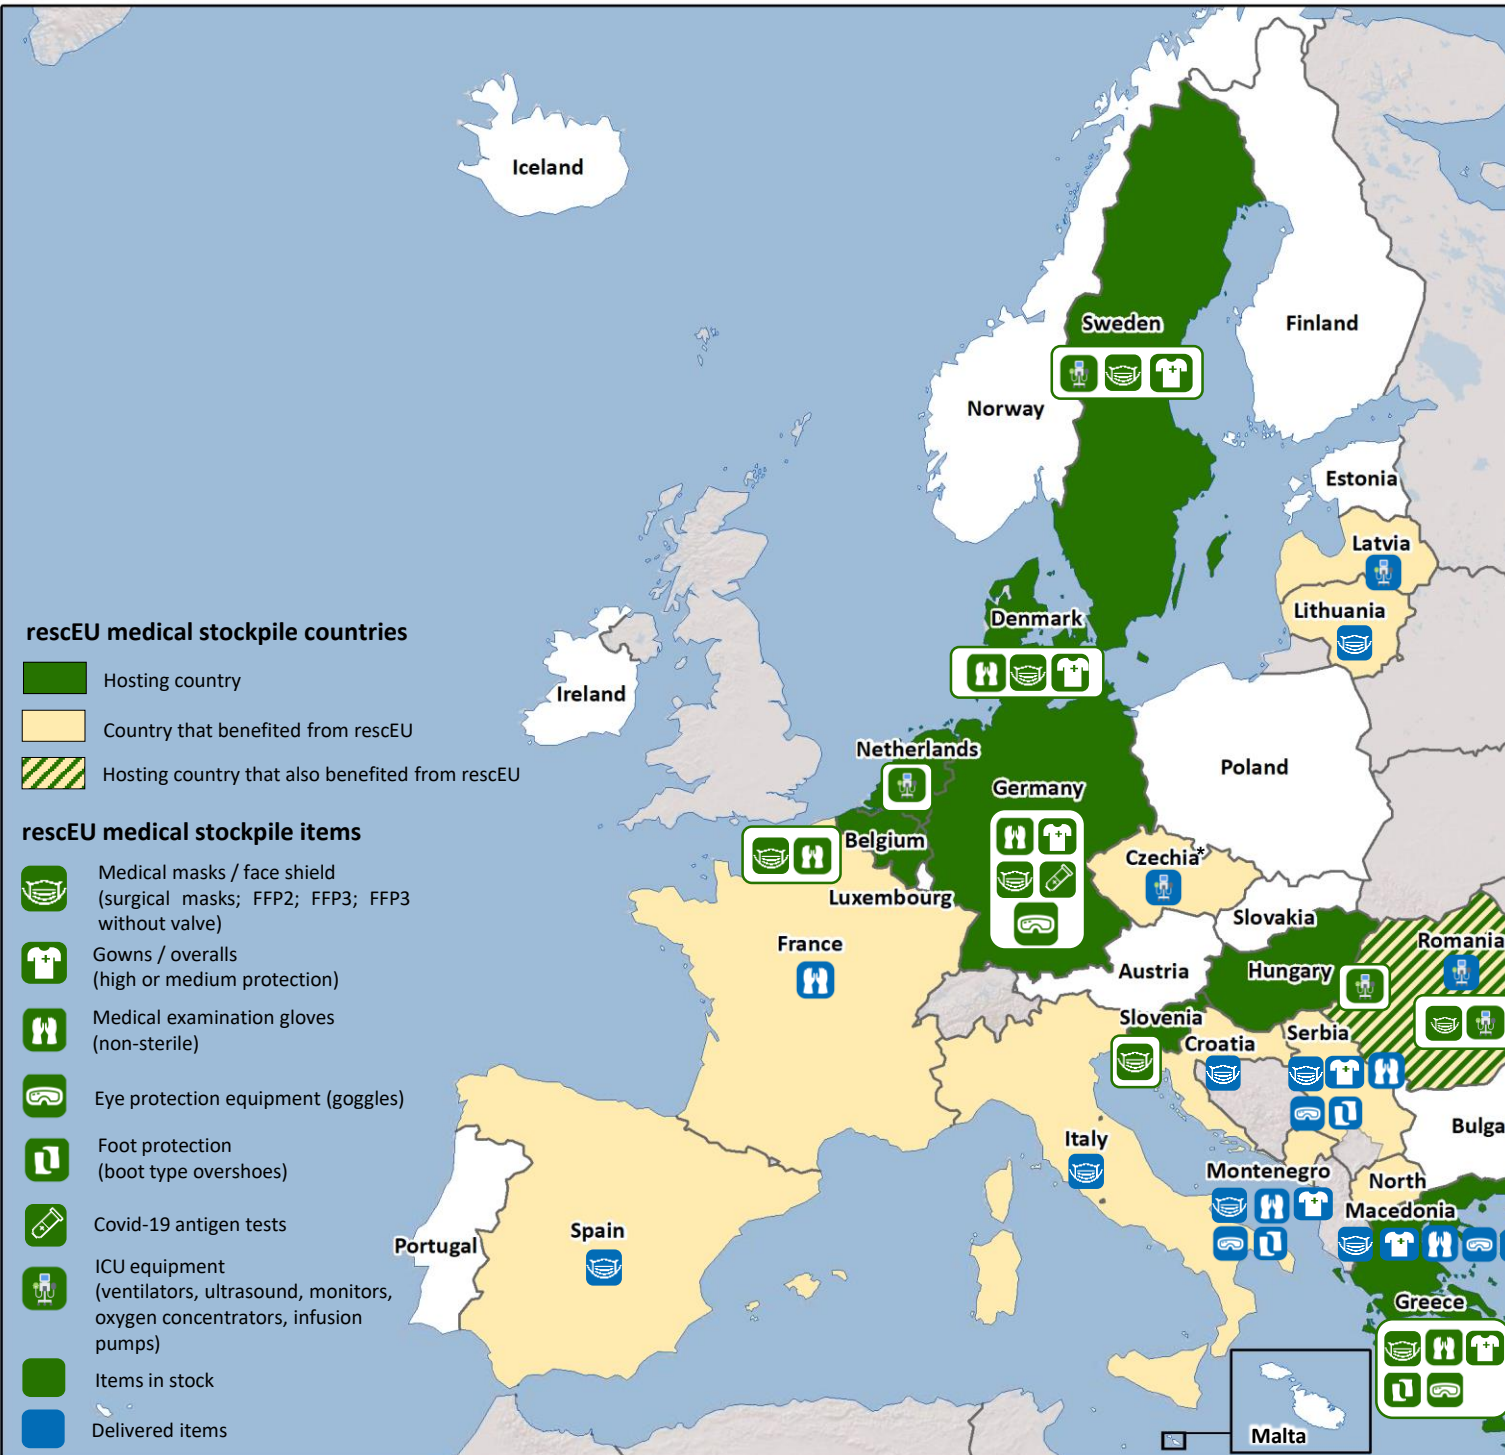 Iceland
Sweden
Finland
Norway
Estonia
Latvia
Lithuania
Denmark
rescEU medical stockpile countries
Hosting country
Ireland
Country that benefited from rescEU
Netherlands
Poland
Hosting country that also benefited from rescEU
Germany
rescEU medical stockpile items
Belgium
Czechia*
Medical masks / face shield
(surgical masks; FFP2; FFP3; FFP3
without valve)
Luxembourg
Slovakia
France
Romania
Gowns / overalls
(high or medium protection)
Austria
Hungary
Medical examination gloves
(non-sterile)
Slovenia
Croatia
Serbia
Eye protection equipment (goggles)
Bulga
Foot protection
(boot type overshoes)
Italy
Montenegro
North
Macedonia
Covid-19 antigen tests
Spain
Portugal
ICU equipment
(ventilators, ultrasound, monitors,
oxygen concentrators, infusion
pumps)
Greece
Items in stock
Delivered items
Malta